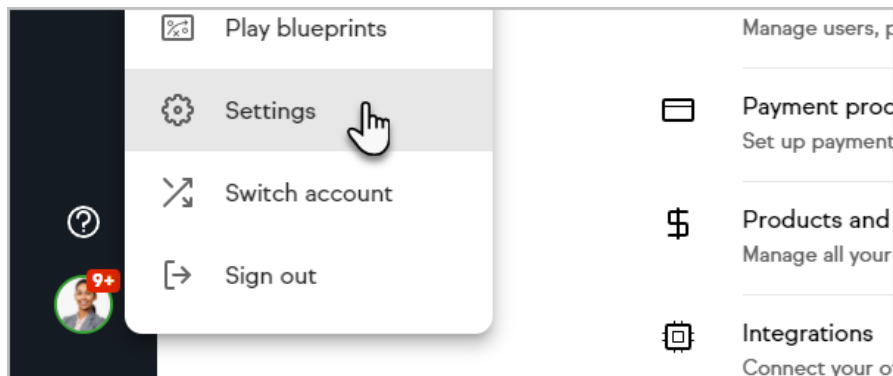 Play blueprints
Settings
Switch account
Sign out
9+
Manage users,
Payment
Set up payment
Products and
Manage all your
Integrations
Connect your